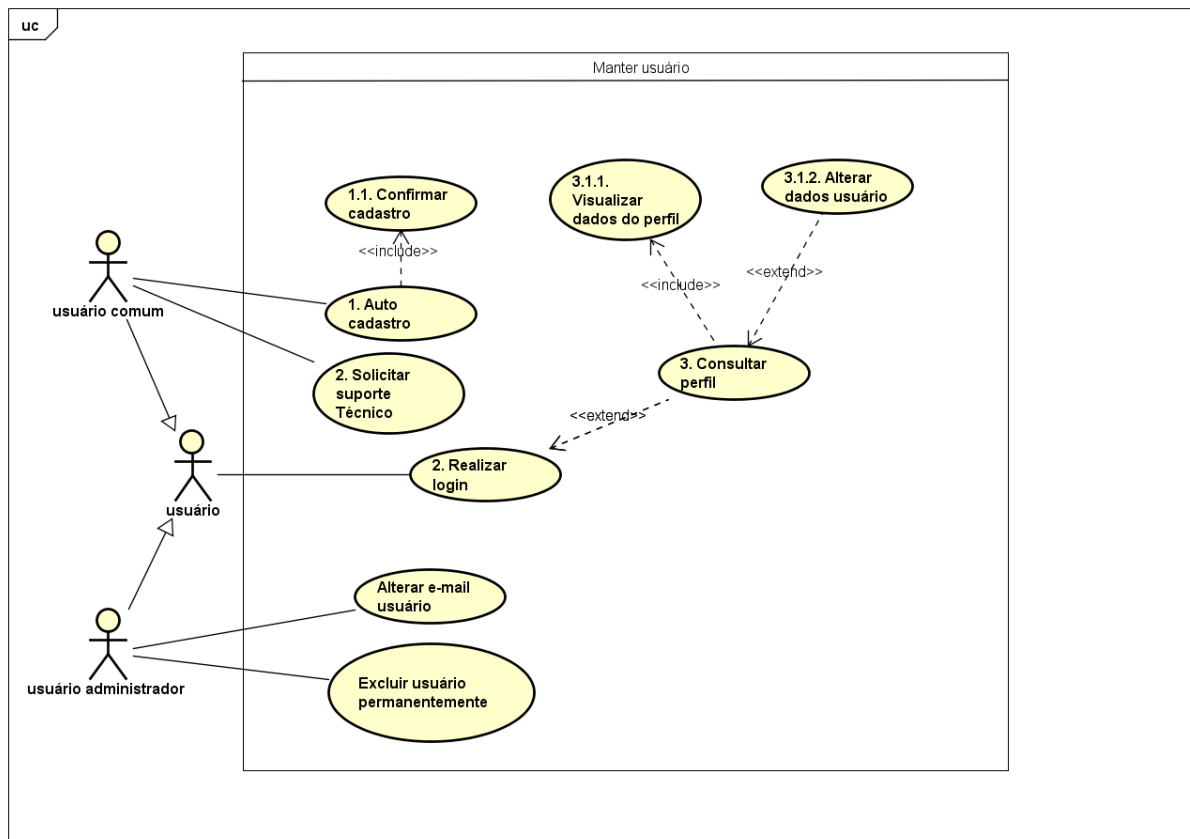 uc
Manter usuário
1.1. Confirmar
cadastro
3.1.1.
Visualizar
dados do perfil
3.1.2. Alterar
dados usuário
<<include>>
<<include>>
<<extend>>
usuário comum
1. Auto
cadastro
2. Solicitar
suporte
Técnico
3. Consultar
perfil
<<extend>>
usuário
2. Realizar
login
Alterar e-mail
usuário
usuário administrador
Excluir usuário
permanentemente